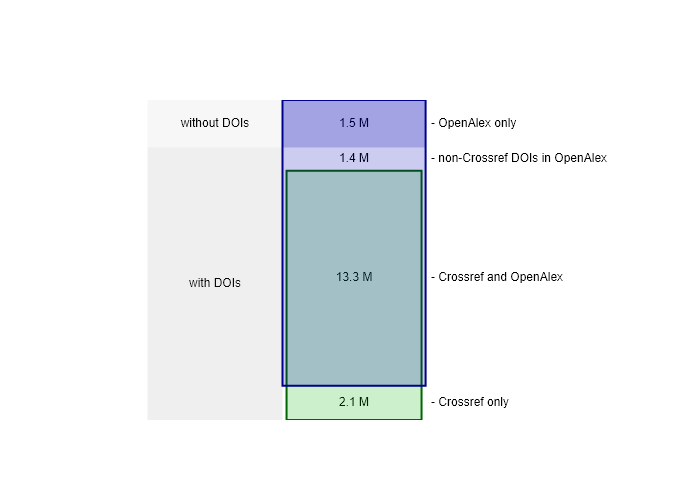 without DOIs 1.5 M - OpenAlex only
1.4 M - non-Crossref DOIs in OpenAlex
13.3 M - Crossref and OpenAlex
with DOIs
2.1 M - Crossref only